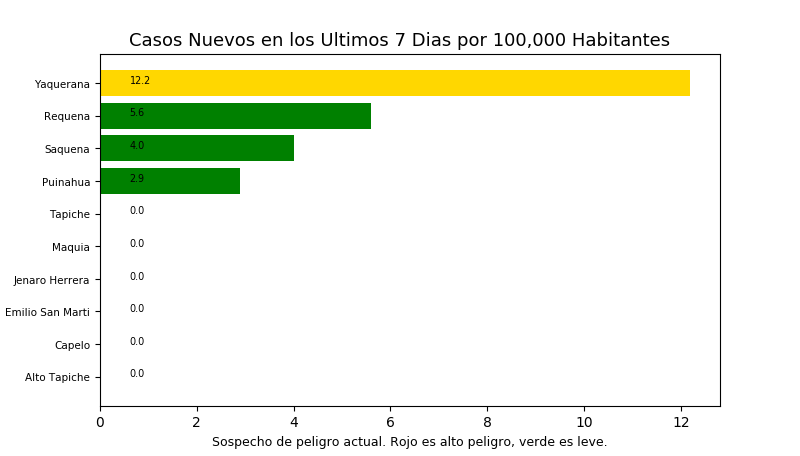 Casos Nuevos en los Ultimos 7 Dias por 100,000 Habitantes
Yaquerana 12.2
Requena 5.6
Saquena 4.0
Puinahua 2.9
Tapiche 0.0
Maquia 0.0
Jenaro Herrera 0.0
Emilio San Marti 0.0
Capelo 0.0
Alto Tapiche 0.0
0 2 4 6 8 10 12
Sospecho de peligro actual. Rojo es alto peligro, verde es leve.